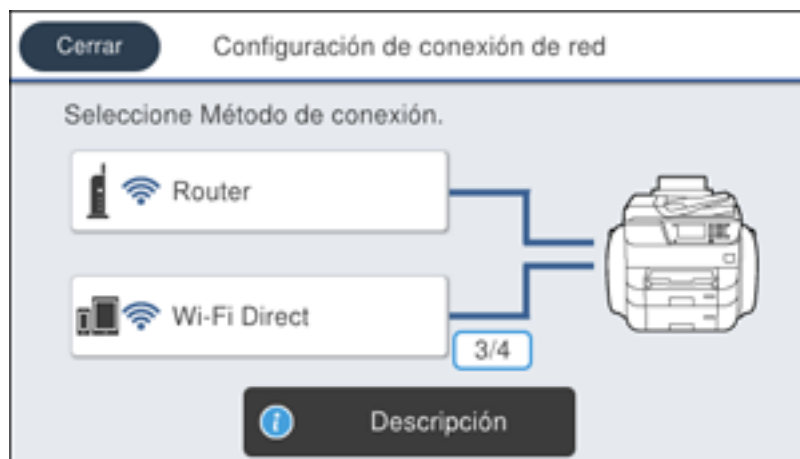 Cerrar
Configuración de conexión de red
Seleccione Método de conexión.
Router
Wi-Fi Direct
3/4
Descripción